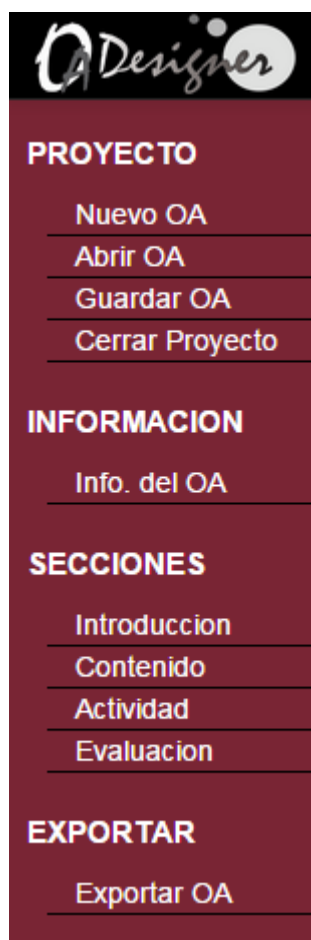 OADesigner
PROYECTO
Nuevo OA
Abrir OA
Guardar OA
Cerrar Proyecto
INFORMACION
Info. del OA
SECCIONES
Introduccion
Contenido
Actividad
Evaluacion
EXPORTAR
Exportar OA